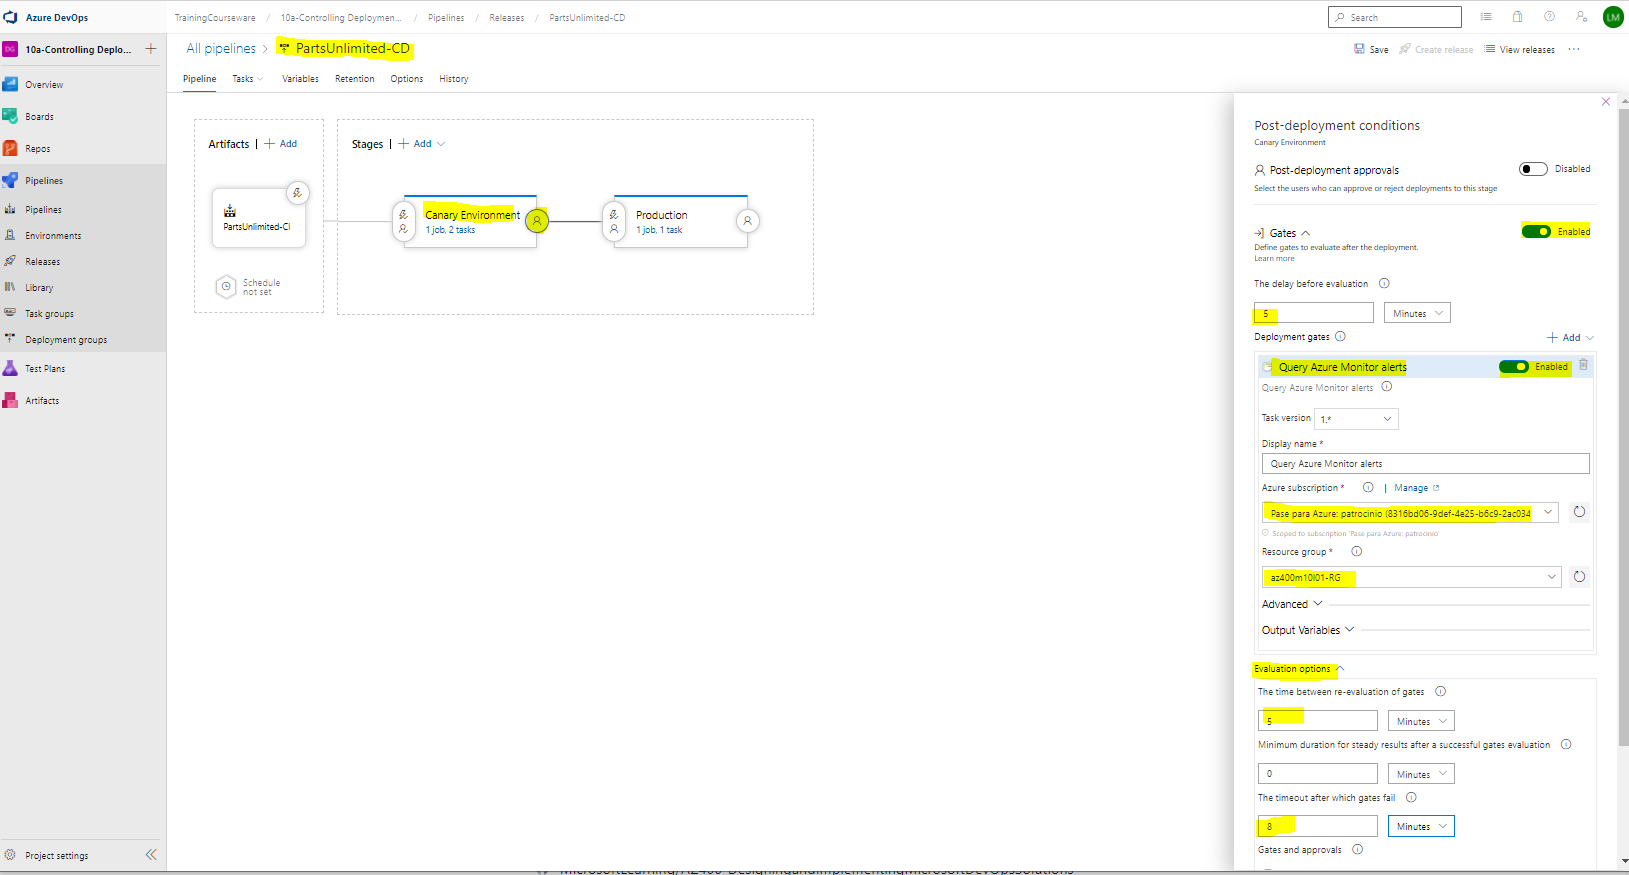 Azure DevOps
TrainingCourseware / 10a-Controlling Deploymen... / Pipelines / Releases / PartsUnlimited-CD
Search
LM
DG 10a-Controlling Deplo...
All pipelines > PartsUnlimited-CD
Save Create release View releases ...
Pipeline Tasks Variables Retention Options History
Overview
Boards
Repos
Pipelines
Pipelines
Environments
Releases
Library
Task groups
Deployment groups
Test Plans
Artifacts
Project settings
Artifacts | + Add
PartsUnlimited-CI
Schedule
not set
Stages | + Add
Canary Environment
1 job, 2 tasks
Production
1 job, 1 task
Post-deployment conditions
Canary Environment
Post-deployment approvals Disabled
Select the users who can approve or reject deployments to this stage
Gates Enabled
Define gates to evaluate after the deployment.
Learn more
The delay before evaluation
5 Minutes
Deployment gates + Add
Query Azure Monitor alerts Enabled
Query Azure Monitor alerts
Task version 1.*
Display name *
Query Azure Monitor alerts
Azure subscription * | Manage
Pase para Azure: patrocinio (8316bd06-9def-4e25-b6c9-2ac034
Scoped to subscription 'Pase para Azure: patrocinio'
Resource group *
az400m10l01-RG
Advanced
Output Variables
Evaluation options
The time between re-evaluation of gates
5 Minutes
Minimum duration for steady results after a successful gates evaluation
0 Minutes
The timeout after which gates fail
8 Minutes
Gates and approvals
MicrosoftLearning/AZ400-DesigningandImplementingMicrosoftDevOpsSolutions